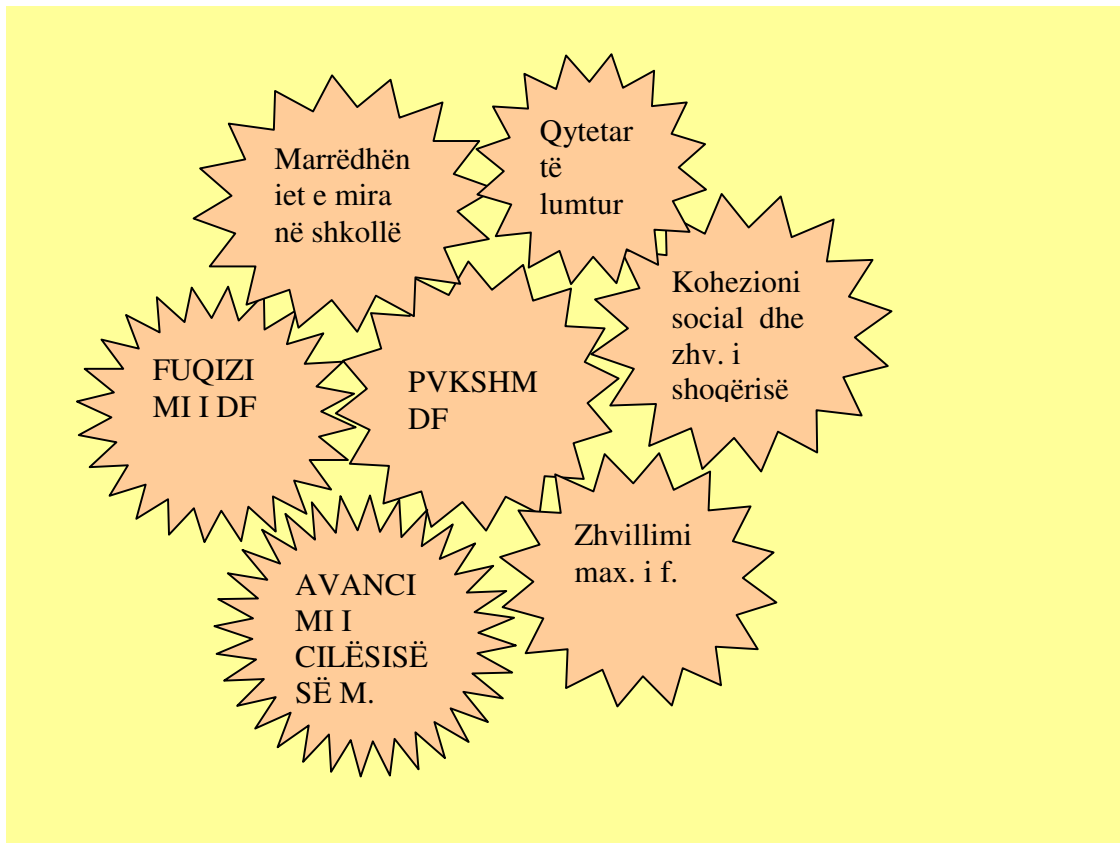 Marrëdhën
iet e mira
në shkollë
Qytetar
të
lumtur
Kohezioni
social dhe
zhv. i
shoqërisë
FUQIZI
MI I DF
PVKSHM
DF
Zhvillimi
max. i f.
AVANCI
MI I
CILËSISË
SË M.